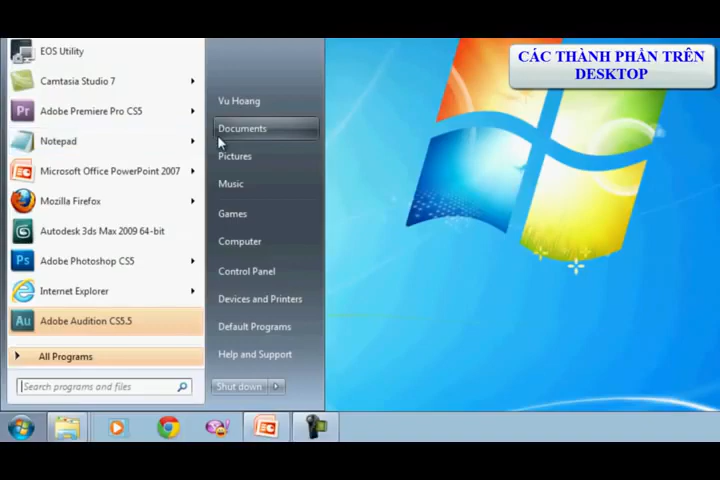 CÁC THÀNH PHẦN TRÊN
DESKTOP
EOS Utility
Camtasia Studio 7
Pr
Adobe Premiere Pro CS5
Notepad
Microsoft Office PowerPoint 2007
Mozilla Firefox
Autodesk 3ds Max 2009 64-bit
Ps
Adobe Photoshop CS5
Internet Explorer
Au
Adobe Audition CS5.5
All Programs
Search programs and files
Vu Hoang
Documents
Pictures
Music
Games
Computer
Control Panel
Devices and Printers
Default Programs
Help and Support
Shut down